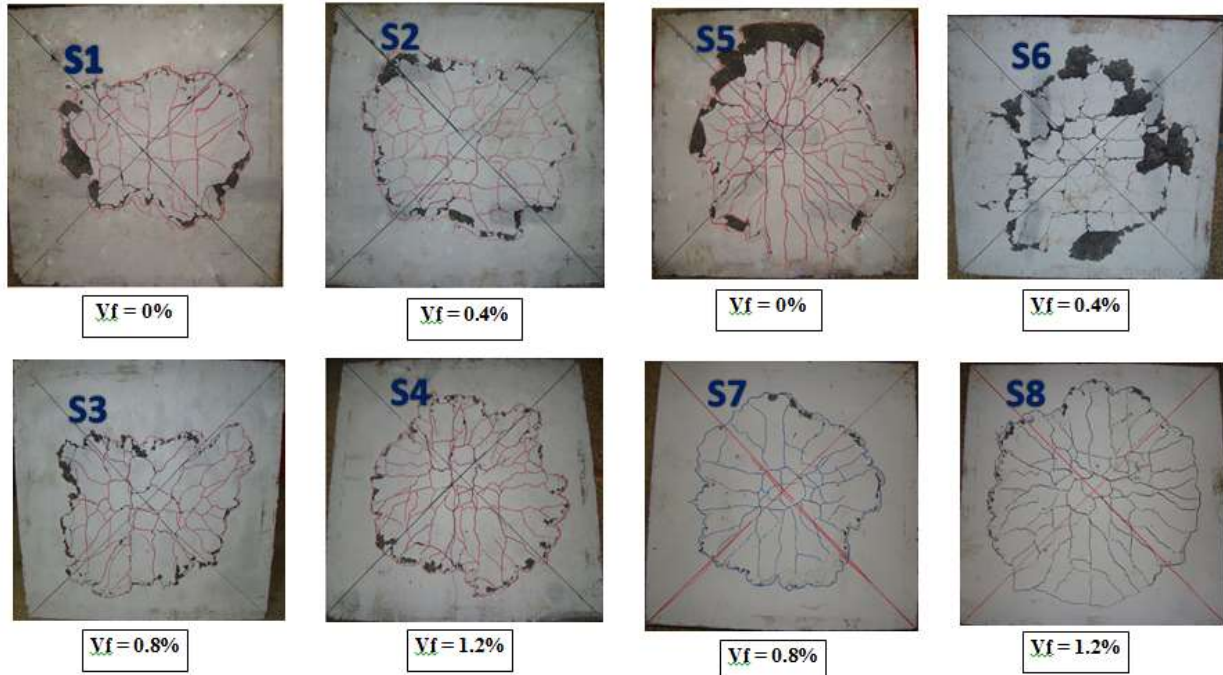 S1
S2
S5
S6
Vf = 0%
Vf = 0.4%
Vf = 0%
Vf = 0.4%
S3
S4
S7
S8
Vf = 0.8%
Vf = 1.2%
Vf = 0.8%
Vf = 1.2%